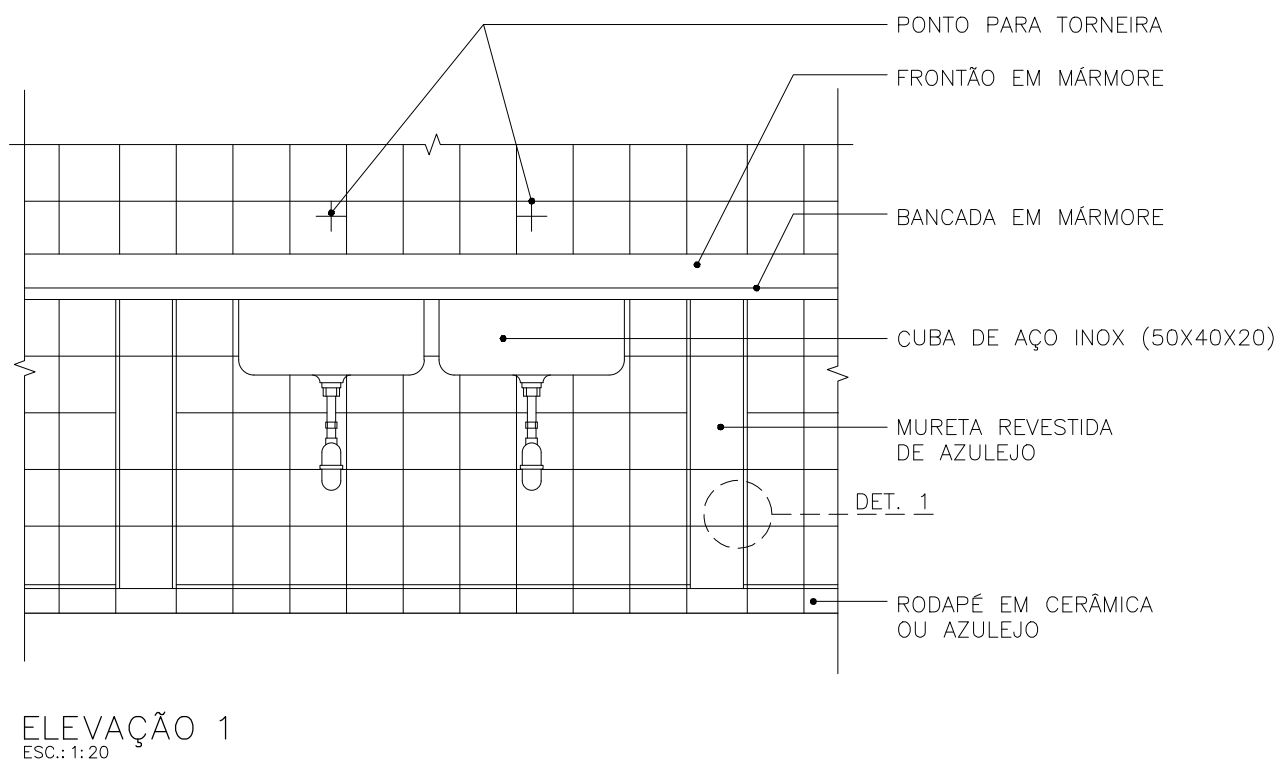 PONTO PARA TORNEIRA
FRONTÃO EM MÁRMORE
BANCADA EM MÁRMORE
CUBA DE AÇO INOX (50X40X20)
MURETA REVESTIDA
DE AZULEJO
DET. 1
RODAPÉ EM CERÂMICA
OU AZULEJO
ELEVAÇÃO 1
ESC.: 1:20